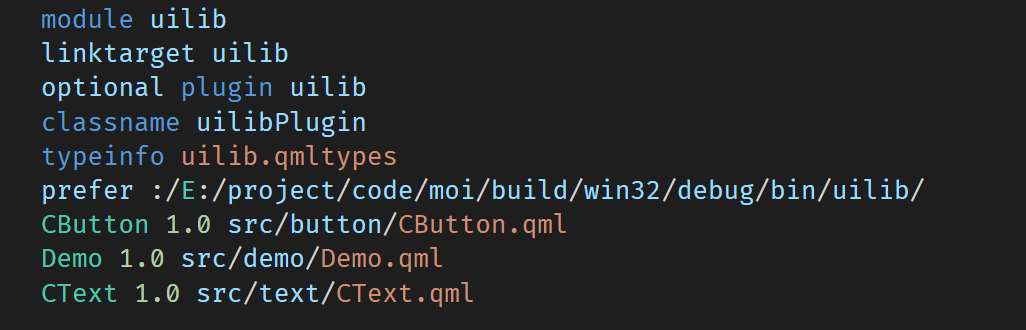 module uilib
linktarget uilib
optional plugin uilib
classname uilibPlugin
typeinfo uilib.qmltypes
prefer :/E:/project/code/moi/build/win32/debug/bin/uilib/
CButton 1.0 src/button/CButton.qml
Demo 1.0 src/demo/Demo.qml
CText 1.0 src/text/CText.qml